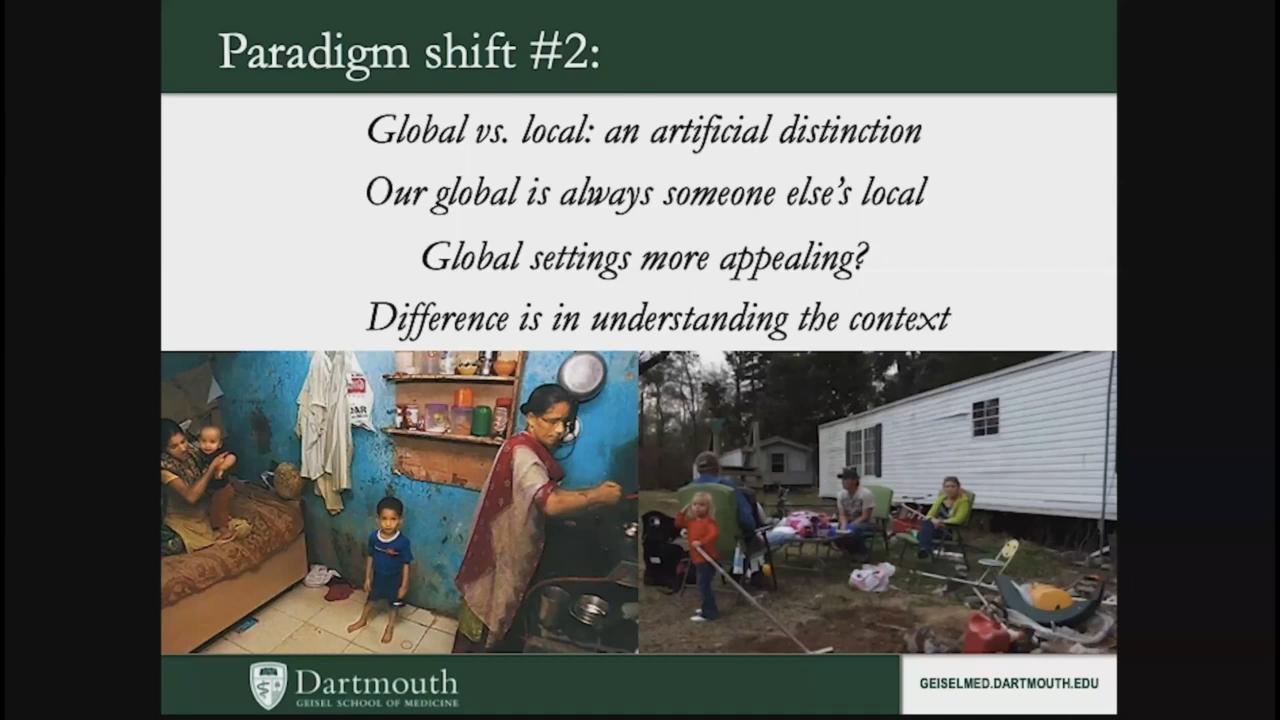 Paradigm shift #2:
Global vs. local: an artificial distinction
Our global is always someone else’s local
Global settings more appealing?
Difference is in understanding the context
Dartmouth
GEISEL SCHOOL OF MEDICINE
GEISELMED.DARTMOUTH.EDU